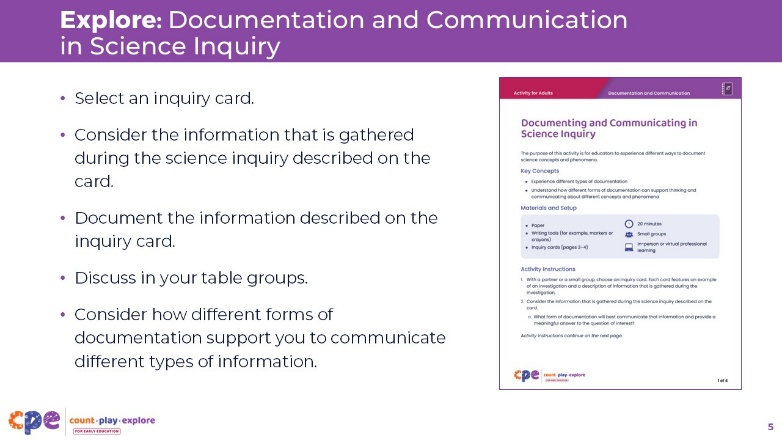 Explore: Documentation and Communication
in Science Inquiry
• Select an inquiry card.
• Consider the information that is gathered
during the science inquiry described on the
card.
• Document the information described on the
inquiry card.
• Discuss in your table groups.
• Consider how different forms of
documentation support you to communicate
different types of information.
Activity for Adults
Documentation and Communication
Documenting and Communicating in
Science Inquiry
The purpose of this activity is for educators to experience different ways to document
science concepts and phenomena.
Key Concepts
• Experience different types of documentation
• Understand how different forms of documentation can support thinking and
communicating about different concepts and phenomena
Materials and Setup
• Paper
• Writing tools (for example, markers or
crayons)
• Inquiry cards (pages 3–4)
20 minutes
Small groups
In-person or virtual professional
learning
Activity Instructions
1. With a partner or a small group, choose an inquiry card. Each card features an example
of an investigation and a description of information that is gathered during the
investigation.
2. Consider the information that is gathered during the science inquiry described on the
card.
What form of documentation will best communicate that information and provide a
meaningful answer to the question of interest?
Activity instructions continue on the next page.
cpe count·play·explore
1 of 4
cpe count·play·explore
FOR EARLY EDUCATION
5